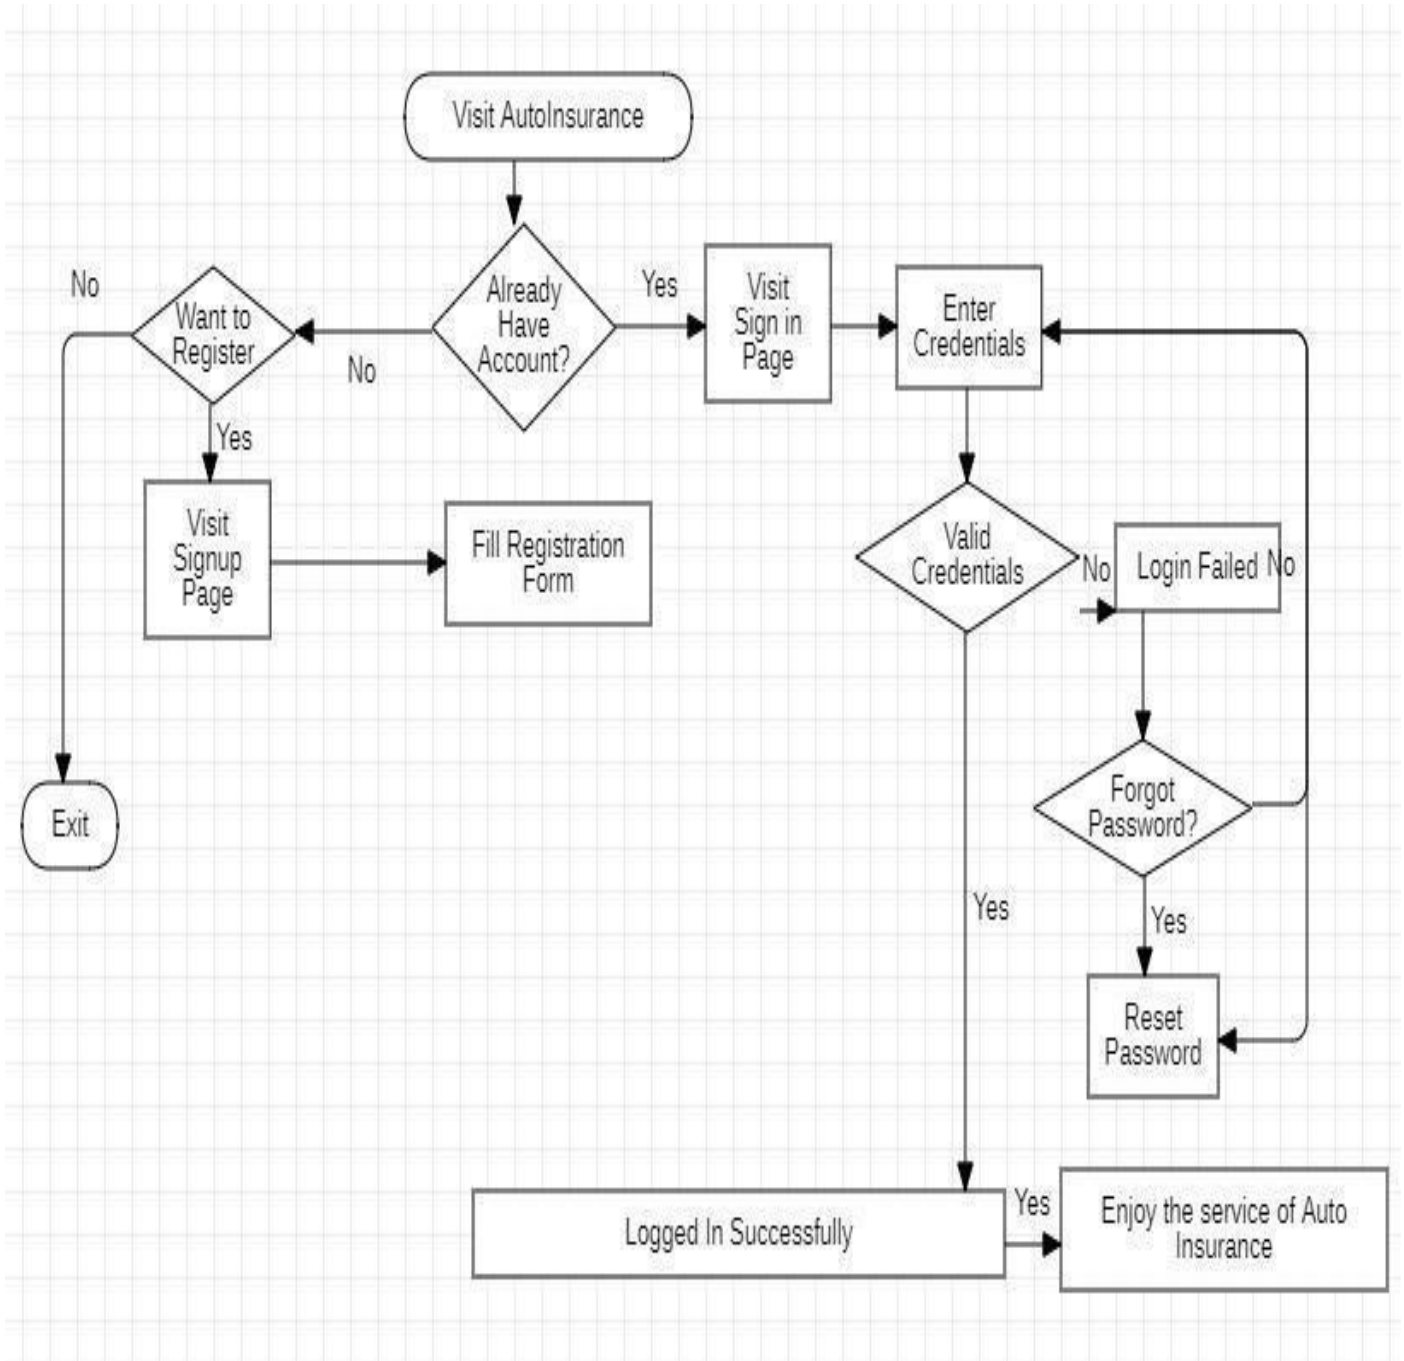 Visit AutoInsurance
No
Want to
Register
No
Already
Have
Account?
Yes
Visit
Sign in
Page
Enter
Credentials
Yes
Visit
Signup
Page
Fill Registration
Form
Valid
Credentials
No
Login Failed
No
Exit
Forgot
Password?
Yes
Yes
Reset
Password
Logged In Successfully
Yes
Enjoy the service of Auto
Insurance